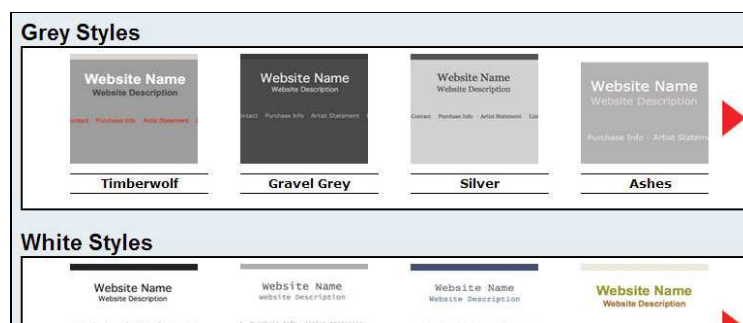 Grey Styles
Website Name
Website Description
Contact Purchase Info Artist Statement
Timberwolf
Website Name
Website Description
Purchase Info Artist Statement
Gravel Grey
Website Name
Website Description
Contact Purchase Info Artist Statement
Silver
Website Name
Website Description
Purchase Info Artist
Ashes
White Styles
Website Name
Website Description
Website Name
Website Description
Website Name
Website Description
Website Name
Website Description